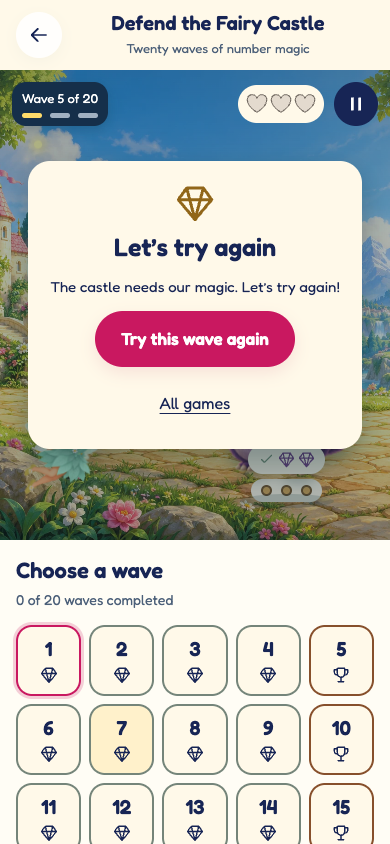 Defend the Fairy Castle
Twenty waves of number magic
Wave 5 of 20
Let's try again
The castle needs our magic. Let's try again!
Try this wave again
All games
Choose a wave
0 of 20 waves completed
1 2 3 4 5
6 7 8 9 10
11 12 13 14 15